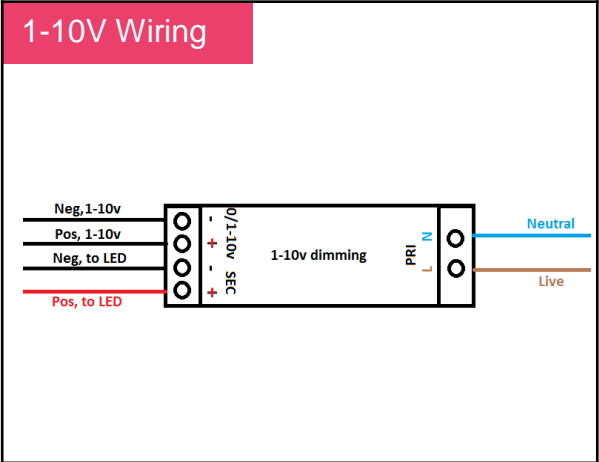 1-10V Wiring
Neg,1-10v
Pos, 1-10v
Neg, to LED
Pos, to LED
-
+
-
+
0/1-10v SEC
1-10v dimming
PRI
N
L
Neutral
Live